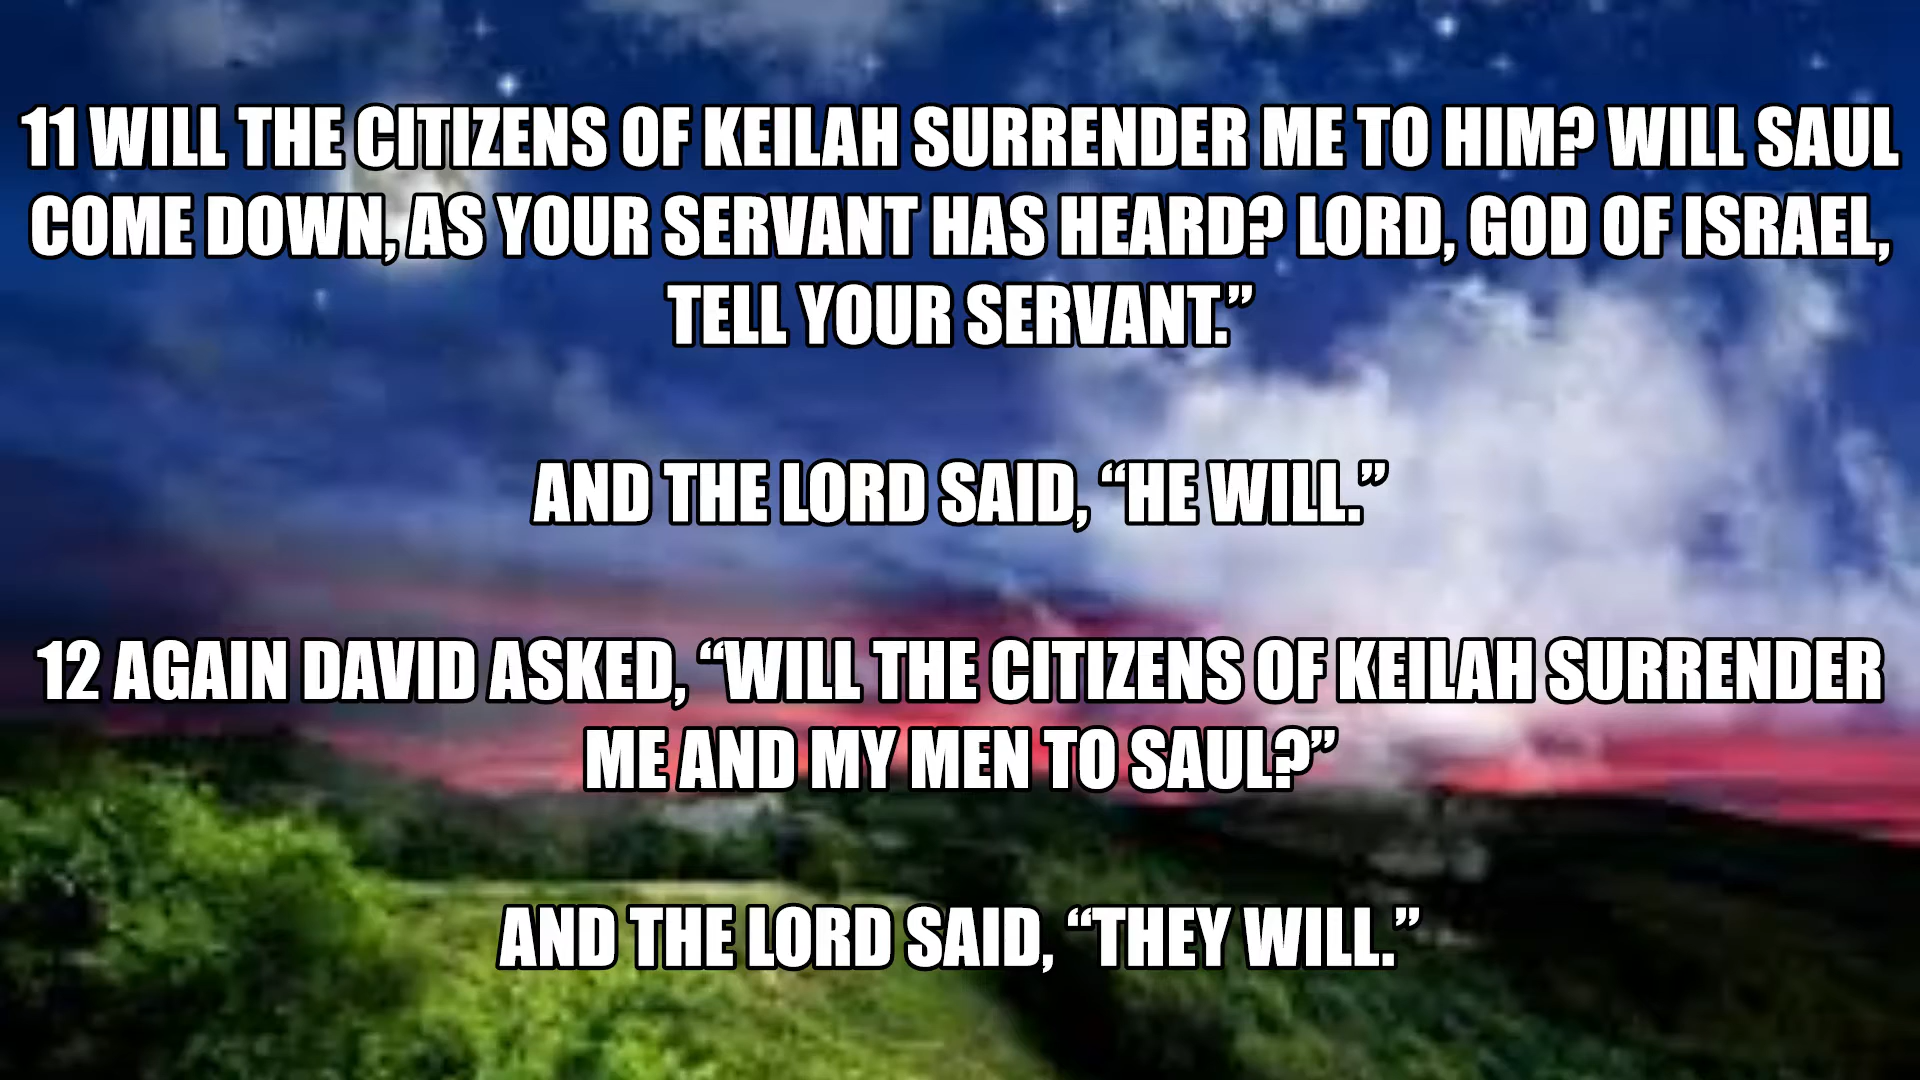 11 WILL THE CITIZENS OF KEILAH SURRENDER ME TO HIM? WILL SAUL
COME DOWN, AS YOUR SERVANT HAS HEARD? LORD, GOD OF ISRAEL,
TELL YOUR SERVANT.”
AND THE LORD SAID, “HE WILL.”
12 AGAIN DAVID ASKED, “WILL THE CITIZENS OF KEILAH SURRENDER
ME AND MY MEN TO SAUL?”
AND THE LORD SAID, “THEY WILL.”